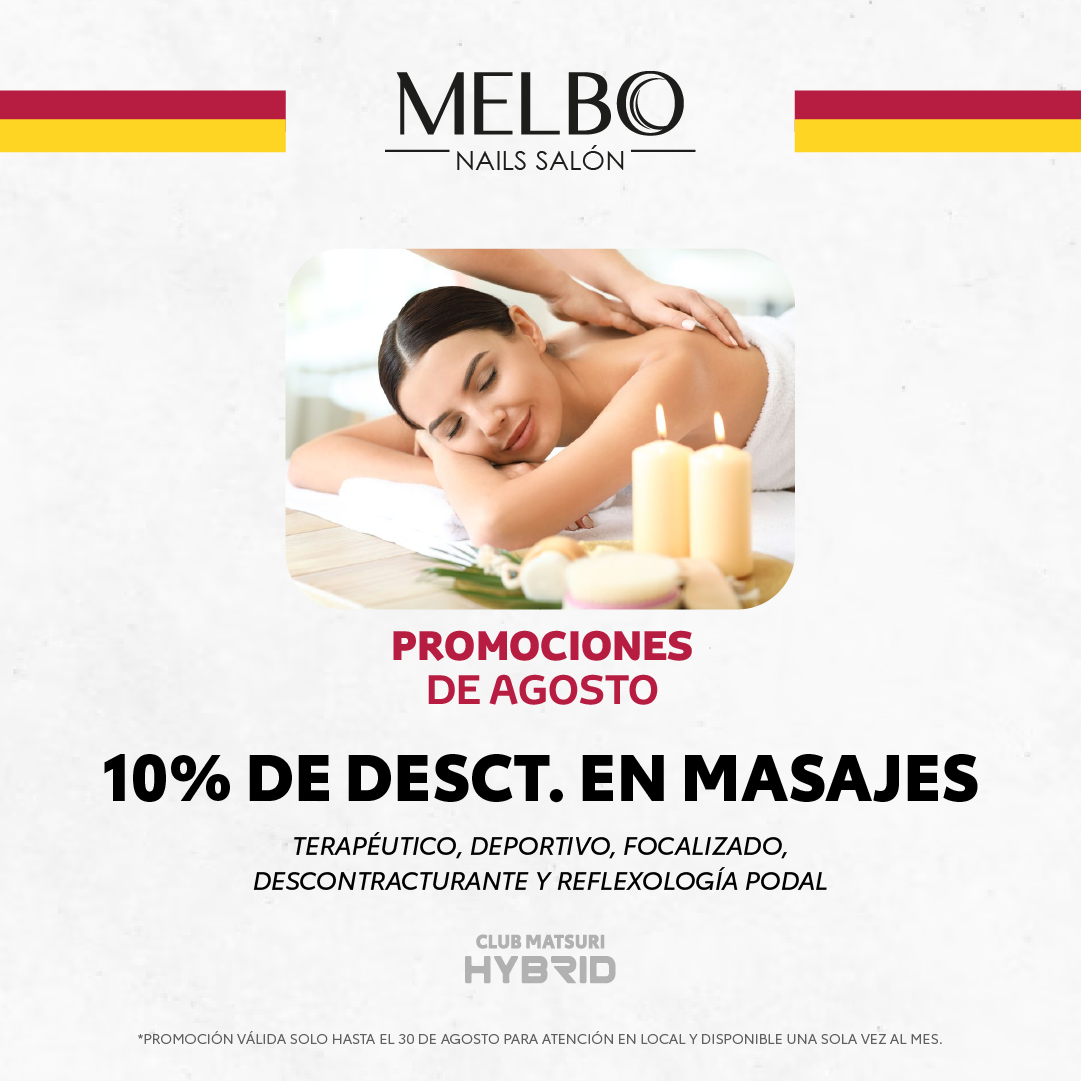 MELBO
NAILS SALÓN
PROMOCIONES
DE AGOSTO
10% DE DESCT. EN MASAJES
TERAPÉUTICO, DEPORTIVO, FOCALIZADO,
DESCONTRACTURANTE Y REFLEXOLOGÍA PODAL
CLUB MATSURI
HYBRID
*PROMOCIÓN VÁLIDA SOLO HASTA EL 30 DE AGOSTO PARA ATENCIÓN EN LOCAL Y DISPONIBLE UNA SOLA VEZ AL MES.